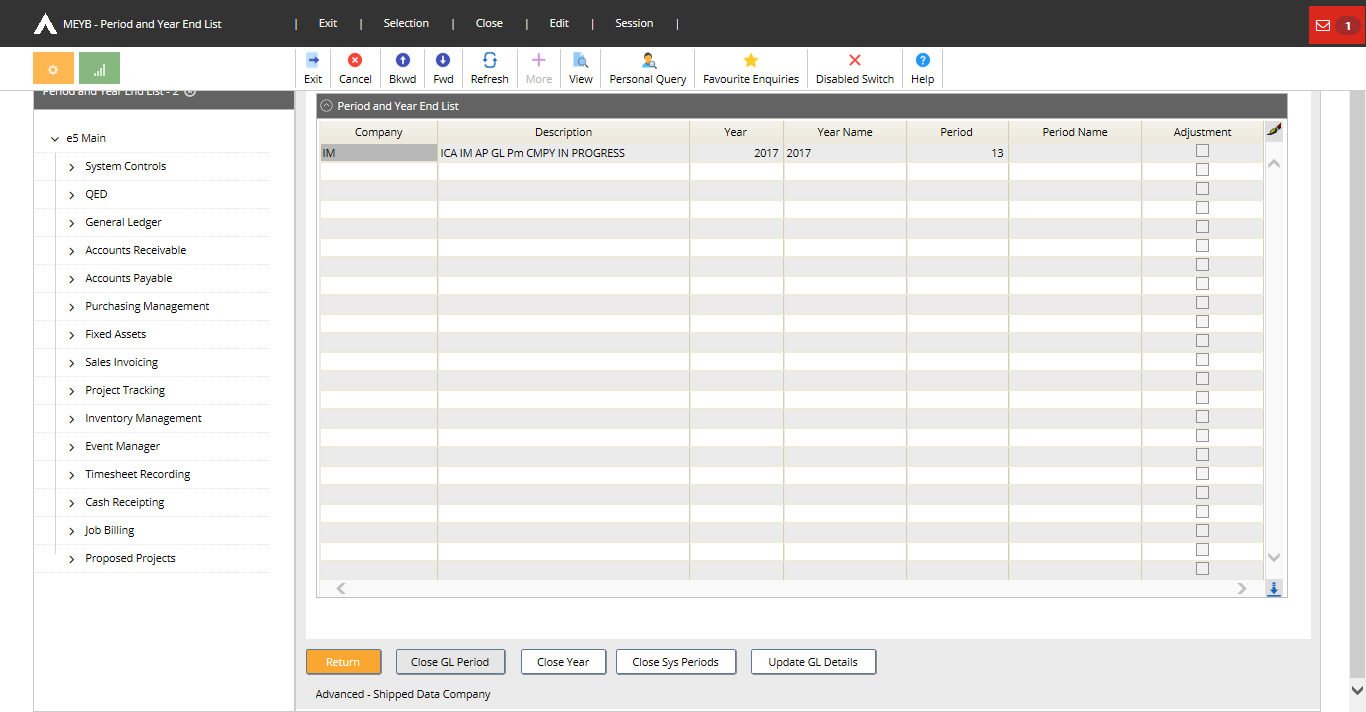 MEYB - Period and Year End List | Exit | Selection | Close | Edit | Session |
1
Exit Cancel Bkwd Fwd Refresh More View Personal Query Favourite Enquiries Disabled Switch Help
Period and Year End List - 2
e5 Main
System Controls
QED
General Ledger
Accounts Receivable
Accounts Payable
Purchasing Management
Fixed Assets
Sales Invoicing
Project Tracking
Inventory Management
Event Manager
Timesheet Recording
Cash Receipting
Job Billing
Proposed Projects
Period and Year End List
Company Description Year Year Name Period Period Name Adjustment
IM ICA IM AP GL Pm CMPY IN PROGRESS 2017 2017 13
Return Close GL Period Close Year Close Sys Periods Update GL Details
Advanced - Shipped Data Company